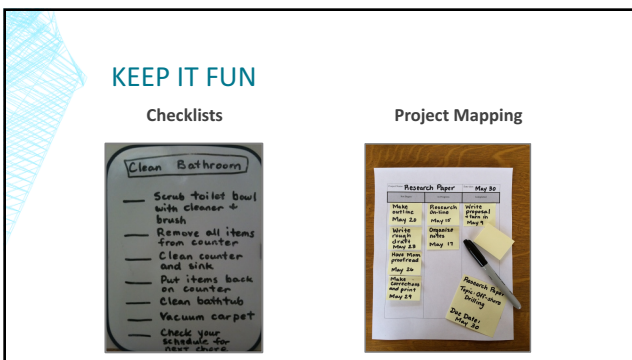 KEEP IT FUN
Checklists
Clean Bathroom
Scrub toilet bowl
with cleaner +
brush
Remove all items
from counter
Clean counter
and sink
Put items back
on counter
Clean bathtub
Vacuum carpet
Check your
schedule for
next chore
Project Mapping
Research Paper
May 30
Make
outline
May 20
Research
on-line
May 15
Write
proposal
+ turn in
May 9
Write
rough
draft
May 23
Organize
notes
May 17
Have Mom
proofread
May 26
Make
corrections
and print
May 29
Research Paper
Topic: Off-shore
Drilling
Due Date:
May 30